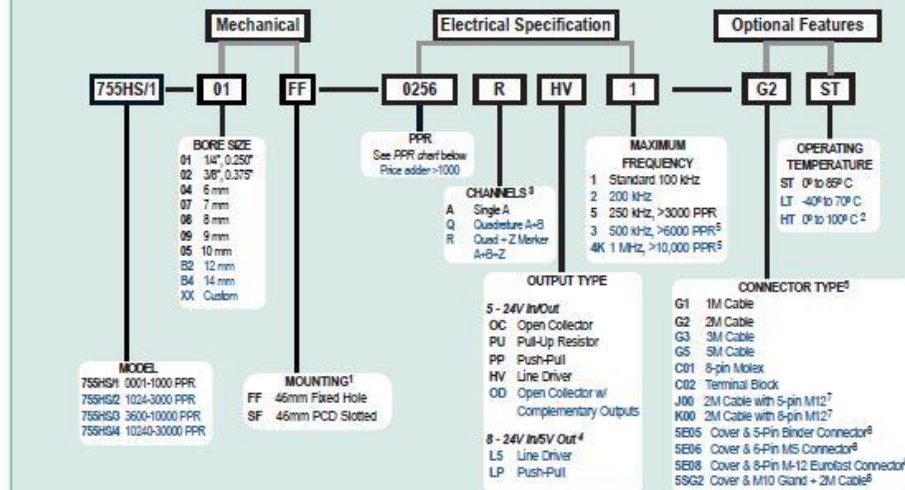 Mechanical
Electrical Specification
Optional Features
755HS/1 01 FF 0256 R HV 1 G2 ST
BORE SIZE
01 1/4", 0.250"
02 3/8", 0.375"
04 6 mm
07 7 mm
08 8 mm
09 9 mm
05 10 mm
B2 12 mm
B4 14 mm
XX Custom
PPR
See PPR chart below
Price adder >1000
CHANNELS 3
A Single A
Q Quadrature A+B
R Quad + Z Marker
A+B+Z
MAXIMUM
FREQUENCY
1 Standard 100 kHz
2 200 kHz
5 250 kHz, >3000 PPR
3 500 kHz, >6000 PPR5
4K 1 MHz, >10,000 PPR5
OPERATING
TEMPERATURE
ST 0º to 85º C
LT -40º to 70º C
HT 0º to 100º C 2
MODEL
755HS/1 0001-1000 PPR
755HS/2 1024-3000 PPR
755HS/3 3600-10000 PPR
755HS/4 10240-30000 PPR
MOUNTING1
FF 46mm Fixed Hole
SF 46mm PCD Slotted
OUTPUT TYPE
5 - 24V In/Out
OC Open Collector
PU Pull-Up Resistor
PP Push-Pull
HV Line Driver
OD Open Collector w/
Complementary Outputs
8 - 24V In/5V Out 4
L5 Line Driver
LP Push-Pull
CONNECTOR TYPE6
G1 1M Cable
G2 2M Cable
G3 3M Cable
G5 5M Cable
C01 8-pin Molex
C02 Terminal Block
J00 2M Cable with 5-pin M127
K00 2M Cable with 8-pin M127
5E05 Cover & 5-Pin Binder Connector8
5E06 Cover & 6-Pin M5 Connector8
5E08 Cover & 8-Pin M-12 Eurofast Connector
5SG2 Cover & M10 Gland + 2M Cable8